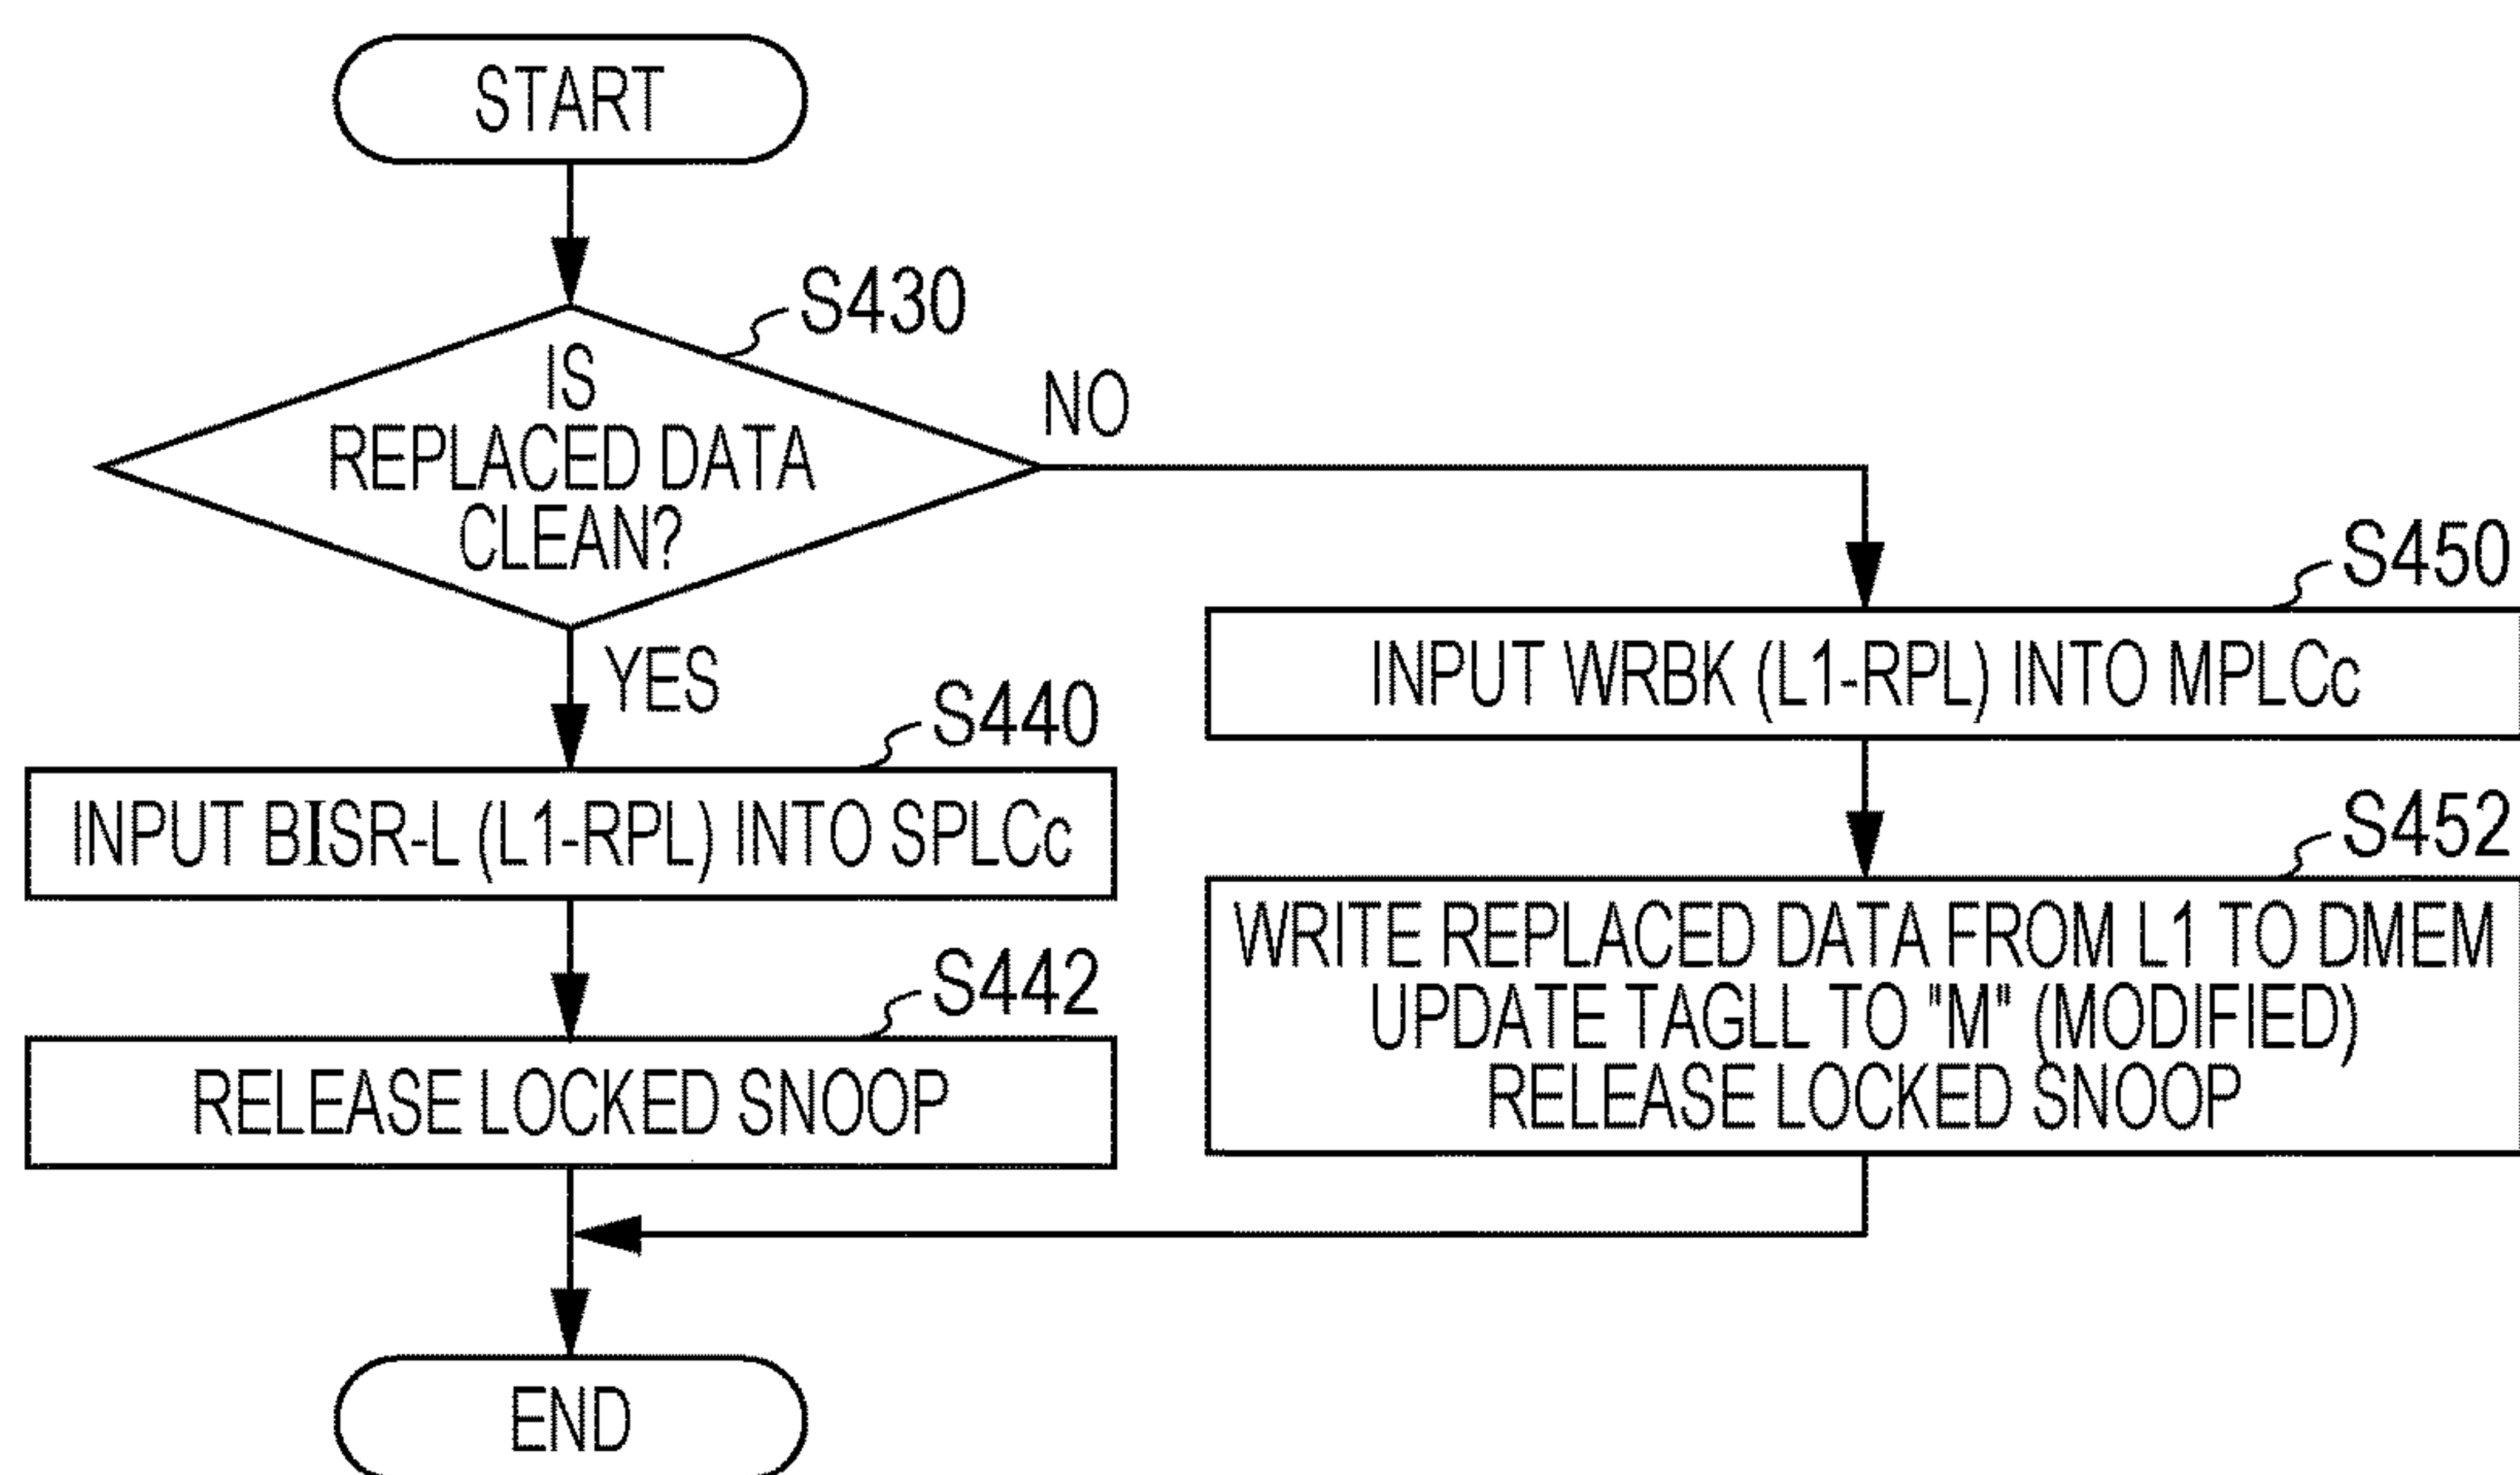 START
S430
IS
REPLACED DATA
CLEAN?
NO
YES
S440
INPUT BISR-L (L1-RPL) INTO SPLCc
S442
RELEASE LOCKED SNOOP
S450
INPUT WRBK (L1-RPL) INTO MPLCc
S452
WRITE REPLACED DATA FROM L1 TO DMEM
UPDATE TAGLL TO "M" (MODIFIED)
RELEASE LOCKED SNOOP
END